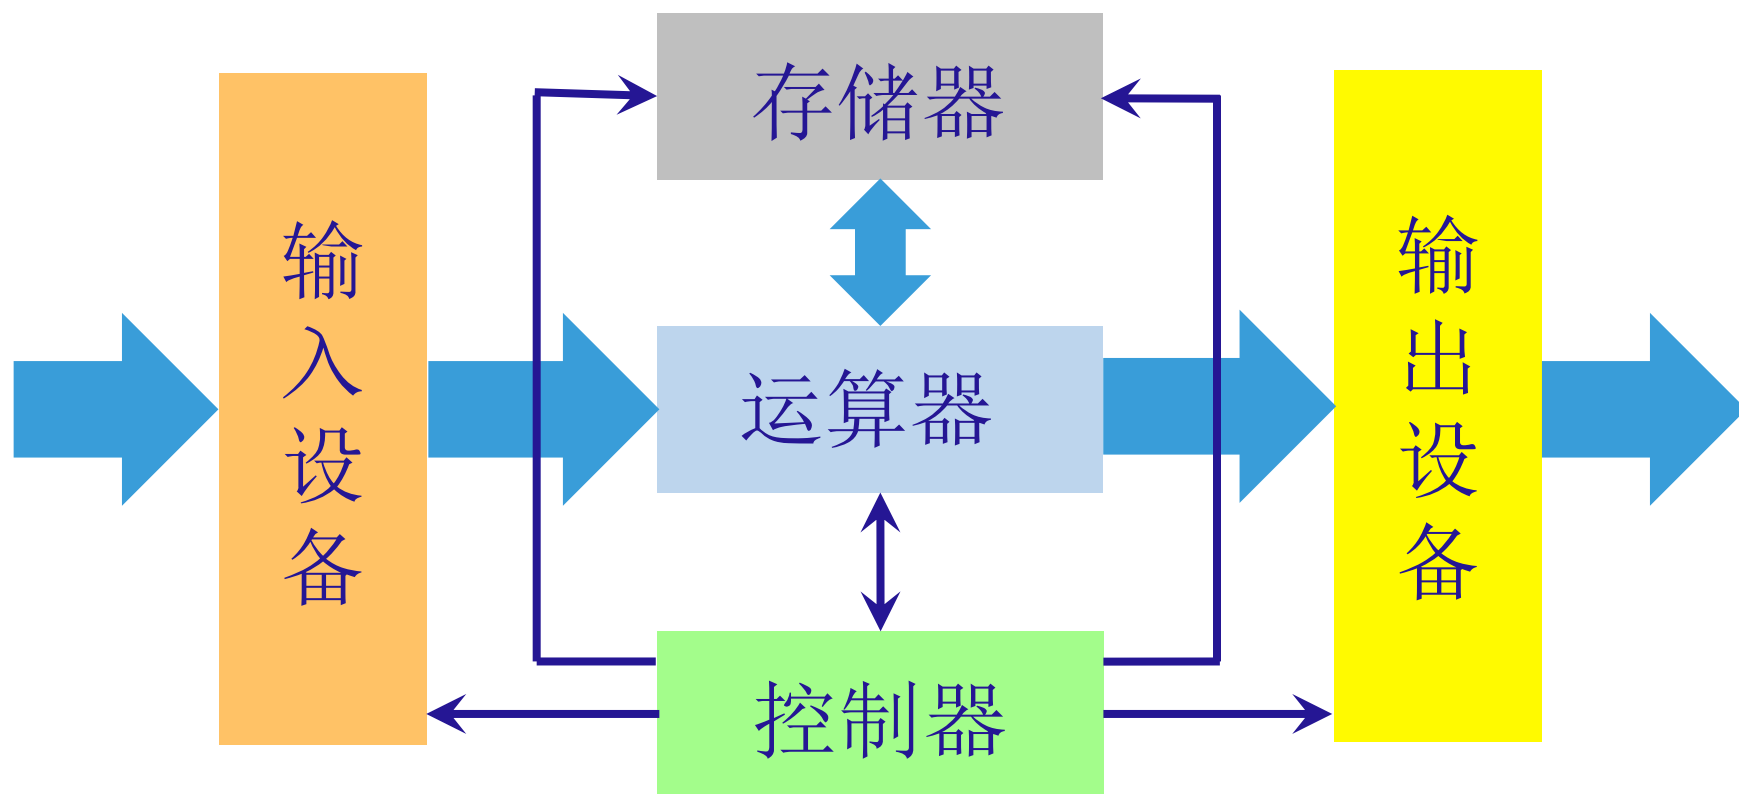 存储器
输入设备
运算器
输出设备
控制器